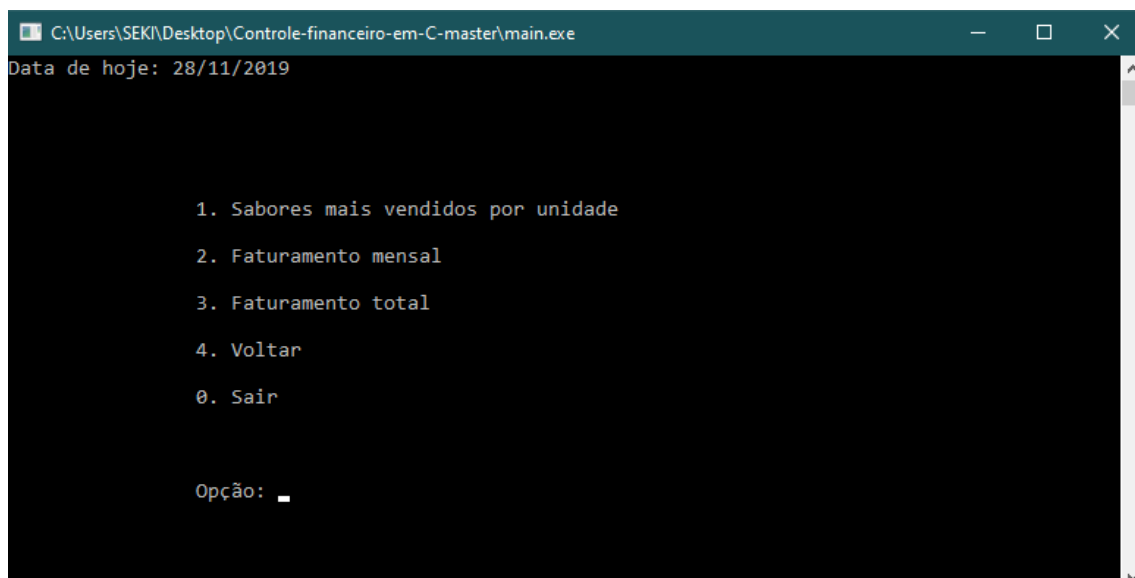 C:\Users\SEKI\Desktop\Controle-financeiro-em-C-master\main.exe
Data de hoje: 28/11/2019
1. Sabores mais vendidos por unidade
2. Faturamento mensal
3. Faturamento total
4. Voltar
0. Sair
Opção: